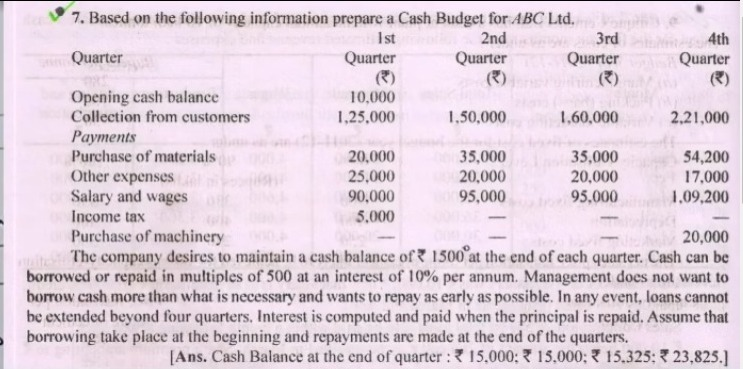 7. Based on the following information prepare a Cash Budget for ABC Ltd.
1st 2nd 3rd 4th
Quarter Quarter Quarter Quarter Quarter
(₹) (₹) (₹) (₹)
Opening cash balance 10,000
Collection from customers 1,25,000 1,50,000 1,60,000 2,21,000
Payments
Purchase of materials 20,000 35,000 35,000 54,200
Other expenses 25,000 20,000 20,000 17,000
Salary and wages 90,000 95,000 95,000 1,09,200
Income tax 5,000 — — —
Purchase of machinery — — — 20,000
The company desires to maintain a cash balance of ₹ 1500 at the end of each quarter. Cash can be
borrowed or repaid in multiples of 500 at an interest of 10% per annum. Management does not want to
borrow cash more than what is necessary and wants to repay as early as possible. In any event, loans cannot
be extended beyond four quarters. Interest is computed and paid when the principal is repaid. Assume that
borrowing take place at the beginning and repayments are made at the end of the quarters.
[Ans. Cash Balance at the end of quarter : ₹ 15,000; ₹ 15,000; ₹ 15,325; ₹ 23,825.]